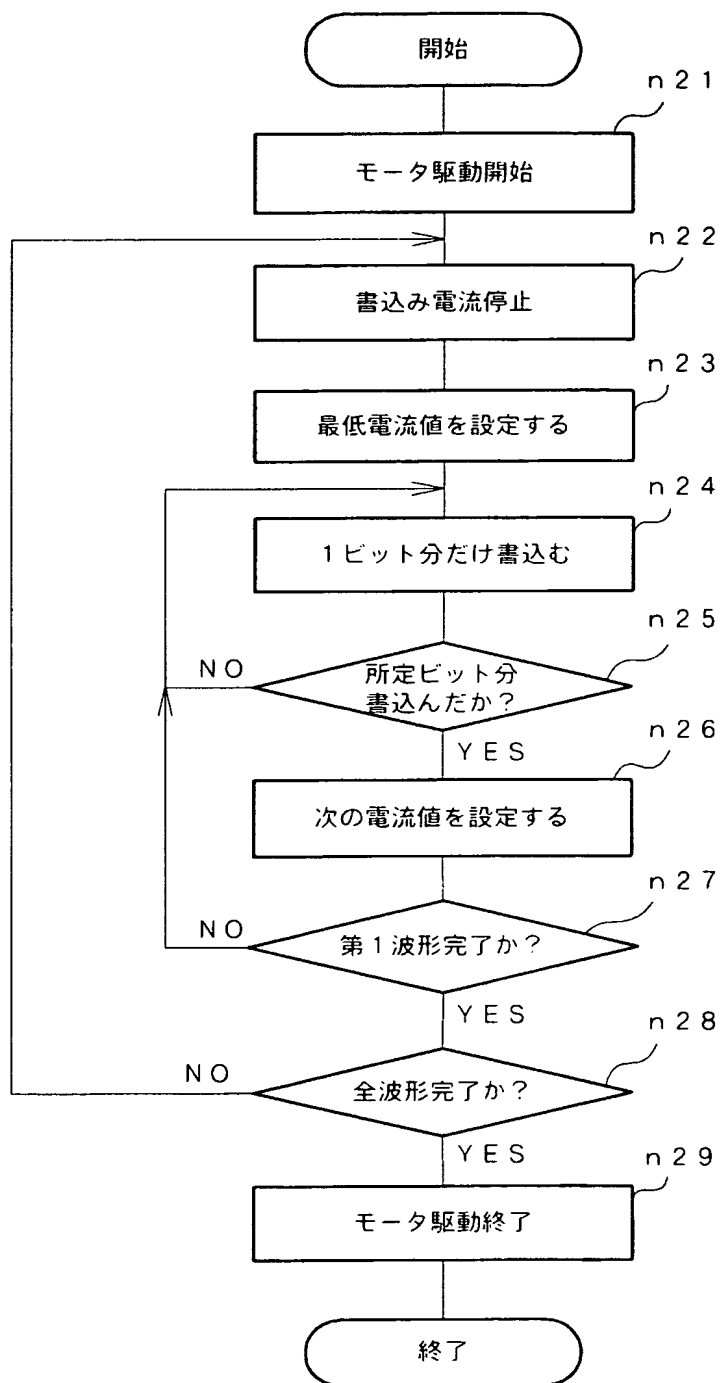 開始
n21
モータ駆動開始
n22
書込み電流停止
n23
最低電流値を設定する
n24
1ビット分だけ書込む
n25
所定ビット分
書込んだか?
NO
YES
n26
次の電流値を設定する
n27
第1波形完了か?
NO
YES
n28
全波形完了か?
NO
YES
n29
モータ駆動終了
終了